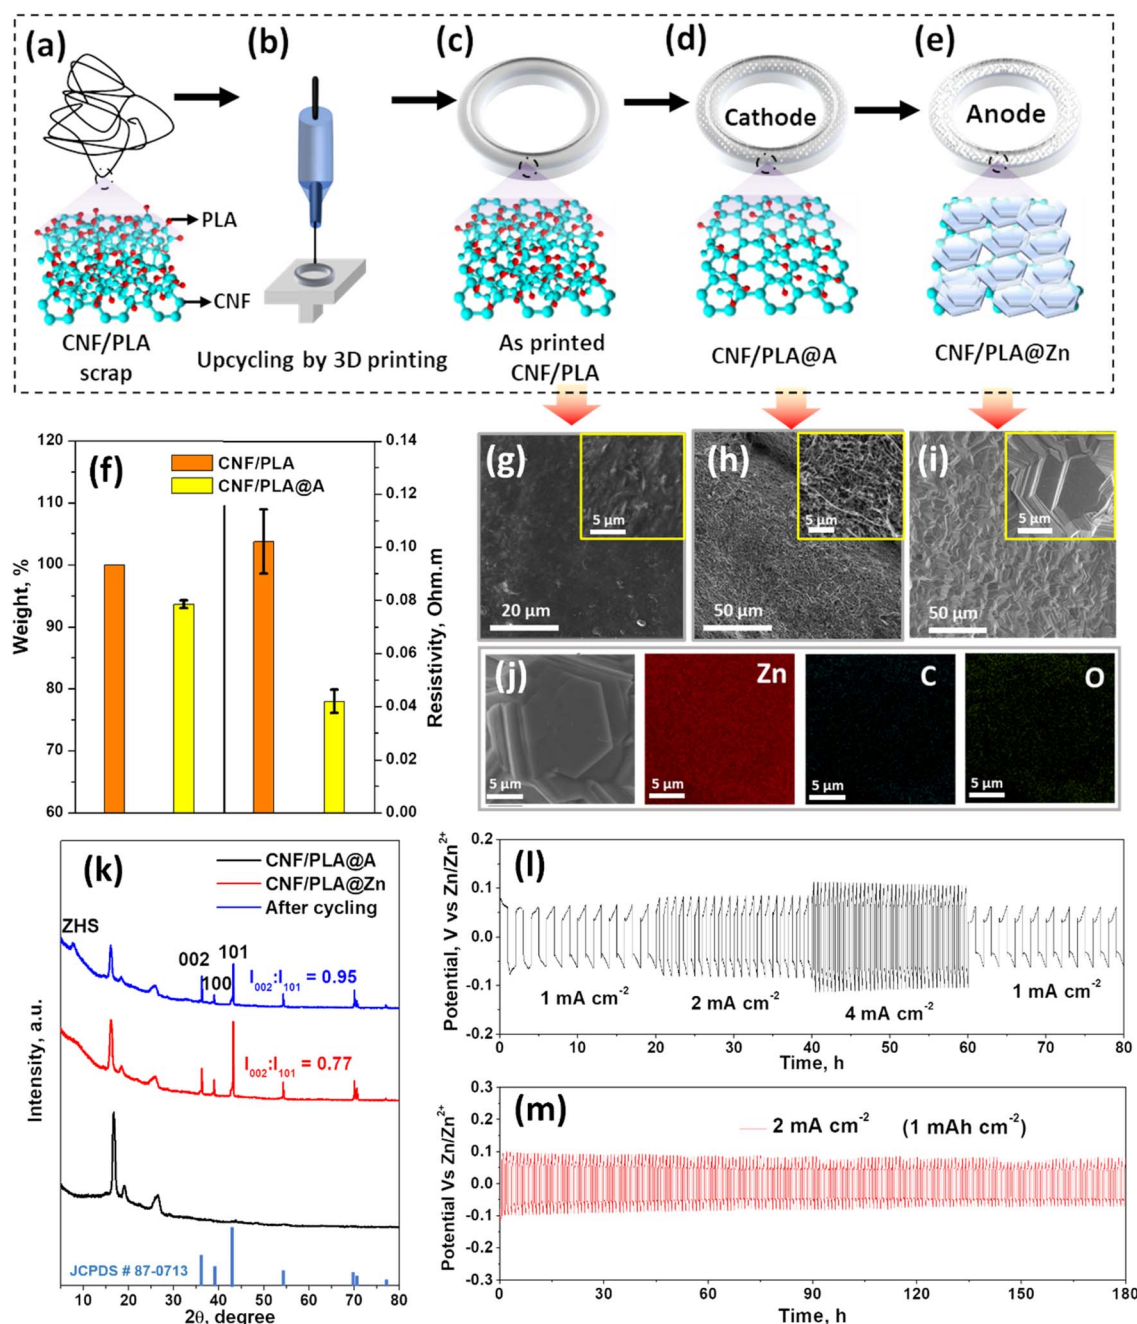 (a)
(b)
(c)
(d)
(e)
Cathode
Anode
PLA
CNF
CNF/PLA
scrap
Upcycling by 3D printing
As printed
CNF/PLA
CNF/PLA@A
CNF/PLA@Zn
(f)
CNF/PLA
CNF/PLA@A
Weight, %
120
110
100
90
80
70
60
Resistivity, Ohm.m
0.14
0.12
0.10
0.08
0.06
0.04
0.02
0.00
(g)
5 µm
20 µm
(h)
5 µm
50 µm
(i)
5 µm
50 µm
(j)
5 µm
Zn
5 µm
C
5 µm
O
5 µm
(k)
CNF/PLA@A
CNF/PLA@Zn
After cycling
ZHS
002
100
101
I002:I101 = 0.95
I002:I101 = 0.77
JCPDS # 87-0713
Intensity, a.u.
10 20 30 40 50 60 70 80
2θ, degree
(l)
Potential, V vs Zn/Zn2+
0.2
0.1
0.0
-0.1
-0.2
1 mA cm-2
2 mA cm-2
4 mA cm-2
1 mA cm-2
0 10 20 30 40 50 60 70 80
Time, h
(m)
2 mA cm-2 (1 mAh cm-2)
Potential Vs Zn/Zn2+
0.3
0.2
0.1
0.0
-0.1
-0.3
0 30 60 90 120 150 180
Time, h